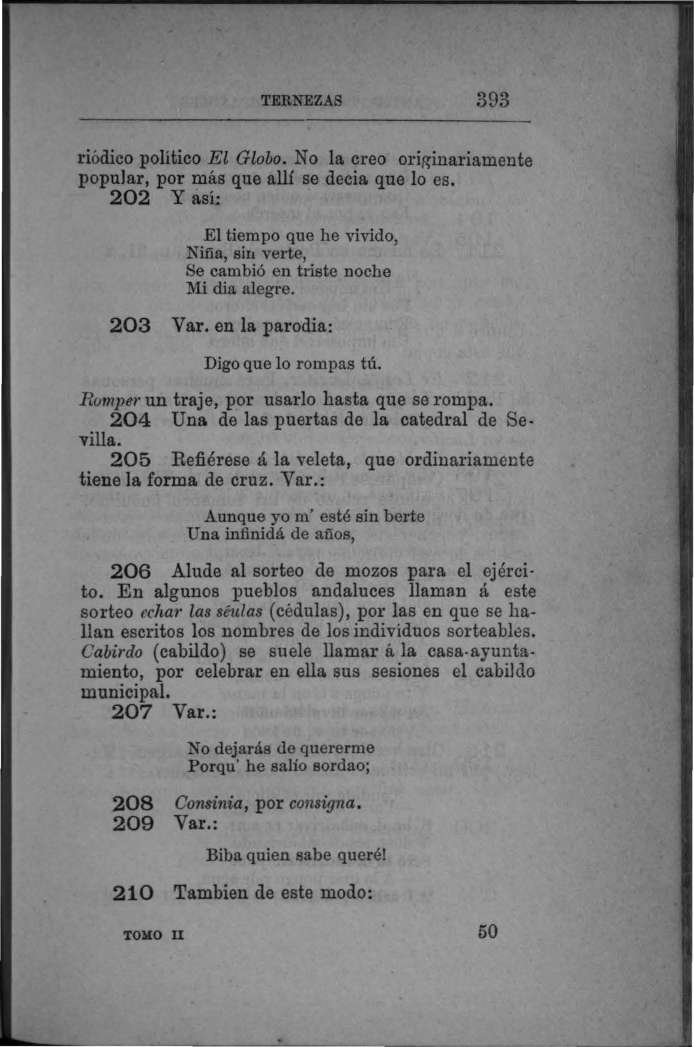 TERNEZAS 393
riódico político El Globo. No la creo originariamente
popular, por más que allí se decia que lo es.
202 Y así:
El tiempo que he vivido,
Niña, sin verte,
Se cambió en triste noche
Mi dia alegre.
203 Var. en la parodia:
Digo que lo rompas tú.
Romper un traje, por usarlo hasta que se rompa.
204 Una de las puertas de la catedral de Se-
villa.
205 Refiérese á la veleta, que ordinariamente
tiene la forma de cruz. Var.:
Aunque yo m' esté sin berte
Una infinidá de años,
206 Alude al sorteo de mozos para el ejérci-
to. En algunos pueblos andaluces llaman á este
sorteo echar las séulas (cédulas), por las en que se ha-
llan escritos los nombres de los individuos sorteables.
Cabirdo (cabildo) se suele llamar á la casa-ayunta-
miento, por celebrar en ella sus sesiones el cabildo
municipal.
207 Var.:
No dejarás de quererme
Porqu' he salío sordao;
208 Consinia, por consigna.
209 Var.:
Biba quien sabe queré!
210 Tambien de este modo:
TOMO II 50